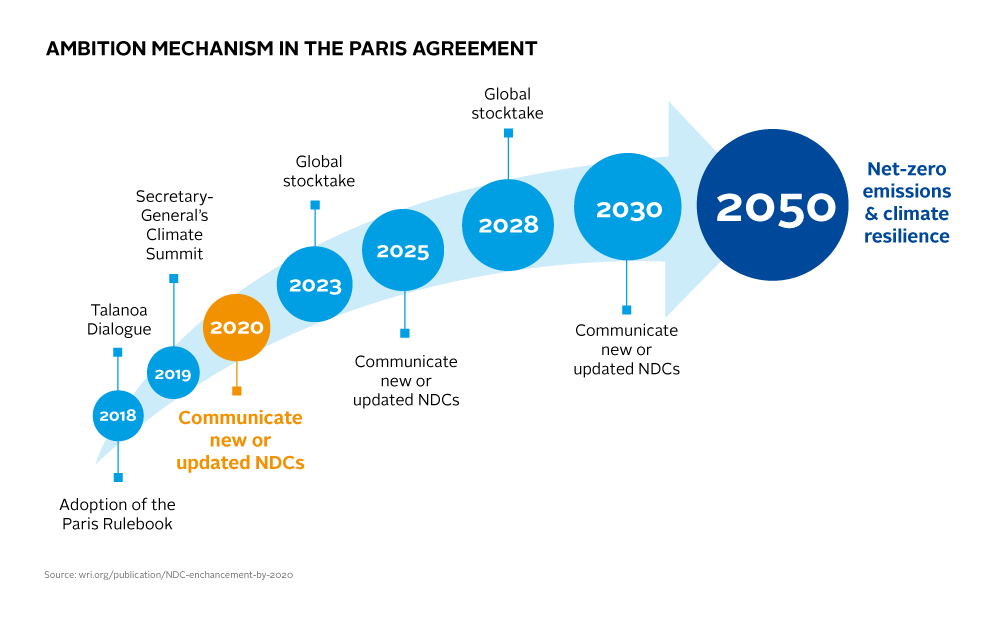 AMBITION MECHANISM IN THE PARIS AGREEMENT
Talanoa
Dialogue
2018
Adoption of the
Paris Rulebook
Secretary-
General's
Climate
Summit
2019
2020
Communicate
new or
updated NDCs
Global
stocktake
2023
2025
Communicate
new or
updated NDCs
Global
stocktake
2028
2030
Communicate
new or
updated NDCs
2050
Net-zero
emissions
& climate
resilience
Source: wri.org/publication/NDC-enchancement-by-2020